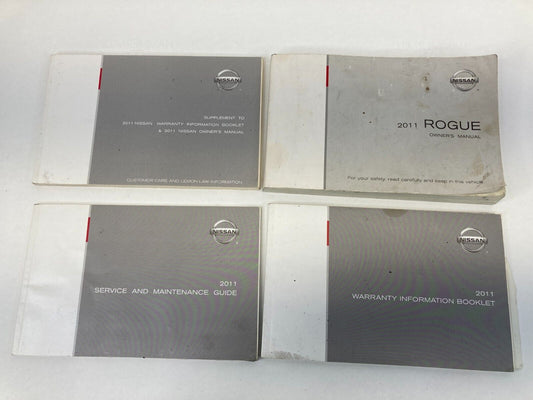 NISSAN
SUPPLEMENT TO
2011 NISSAN WARRANTY INFORMATION BOOKLET
& 2011 NISSAN OWNER'S MANUAL
CUSTOMER CARE AND LEMON LAW INFORMATION
NISSAN
2011 ROGUE
OWNER'S MANUAL
For your safety, read carefully and keep in this vehicle.
NISSAN
2011
SERVICE AND MAINTENANCE GUIDE
NISSAN
2011
WARRANTY INFORMATION BOOKLET